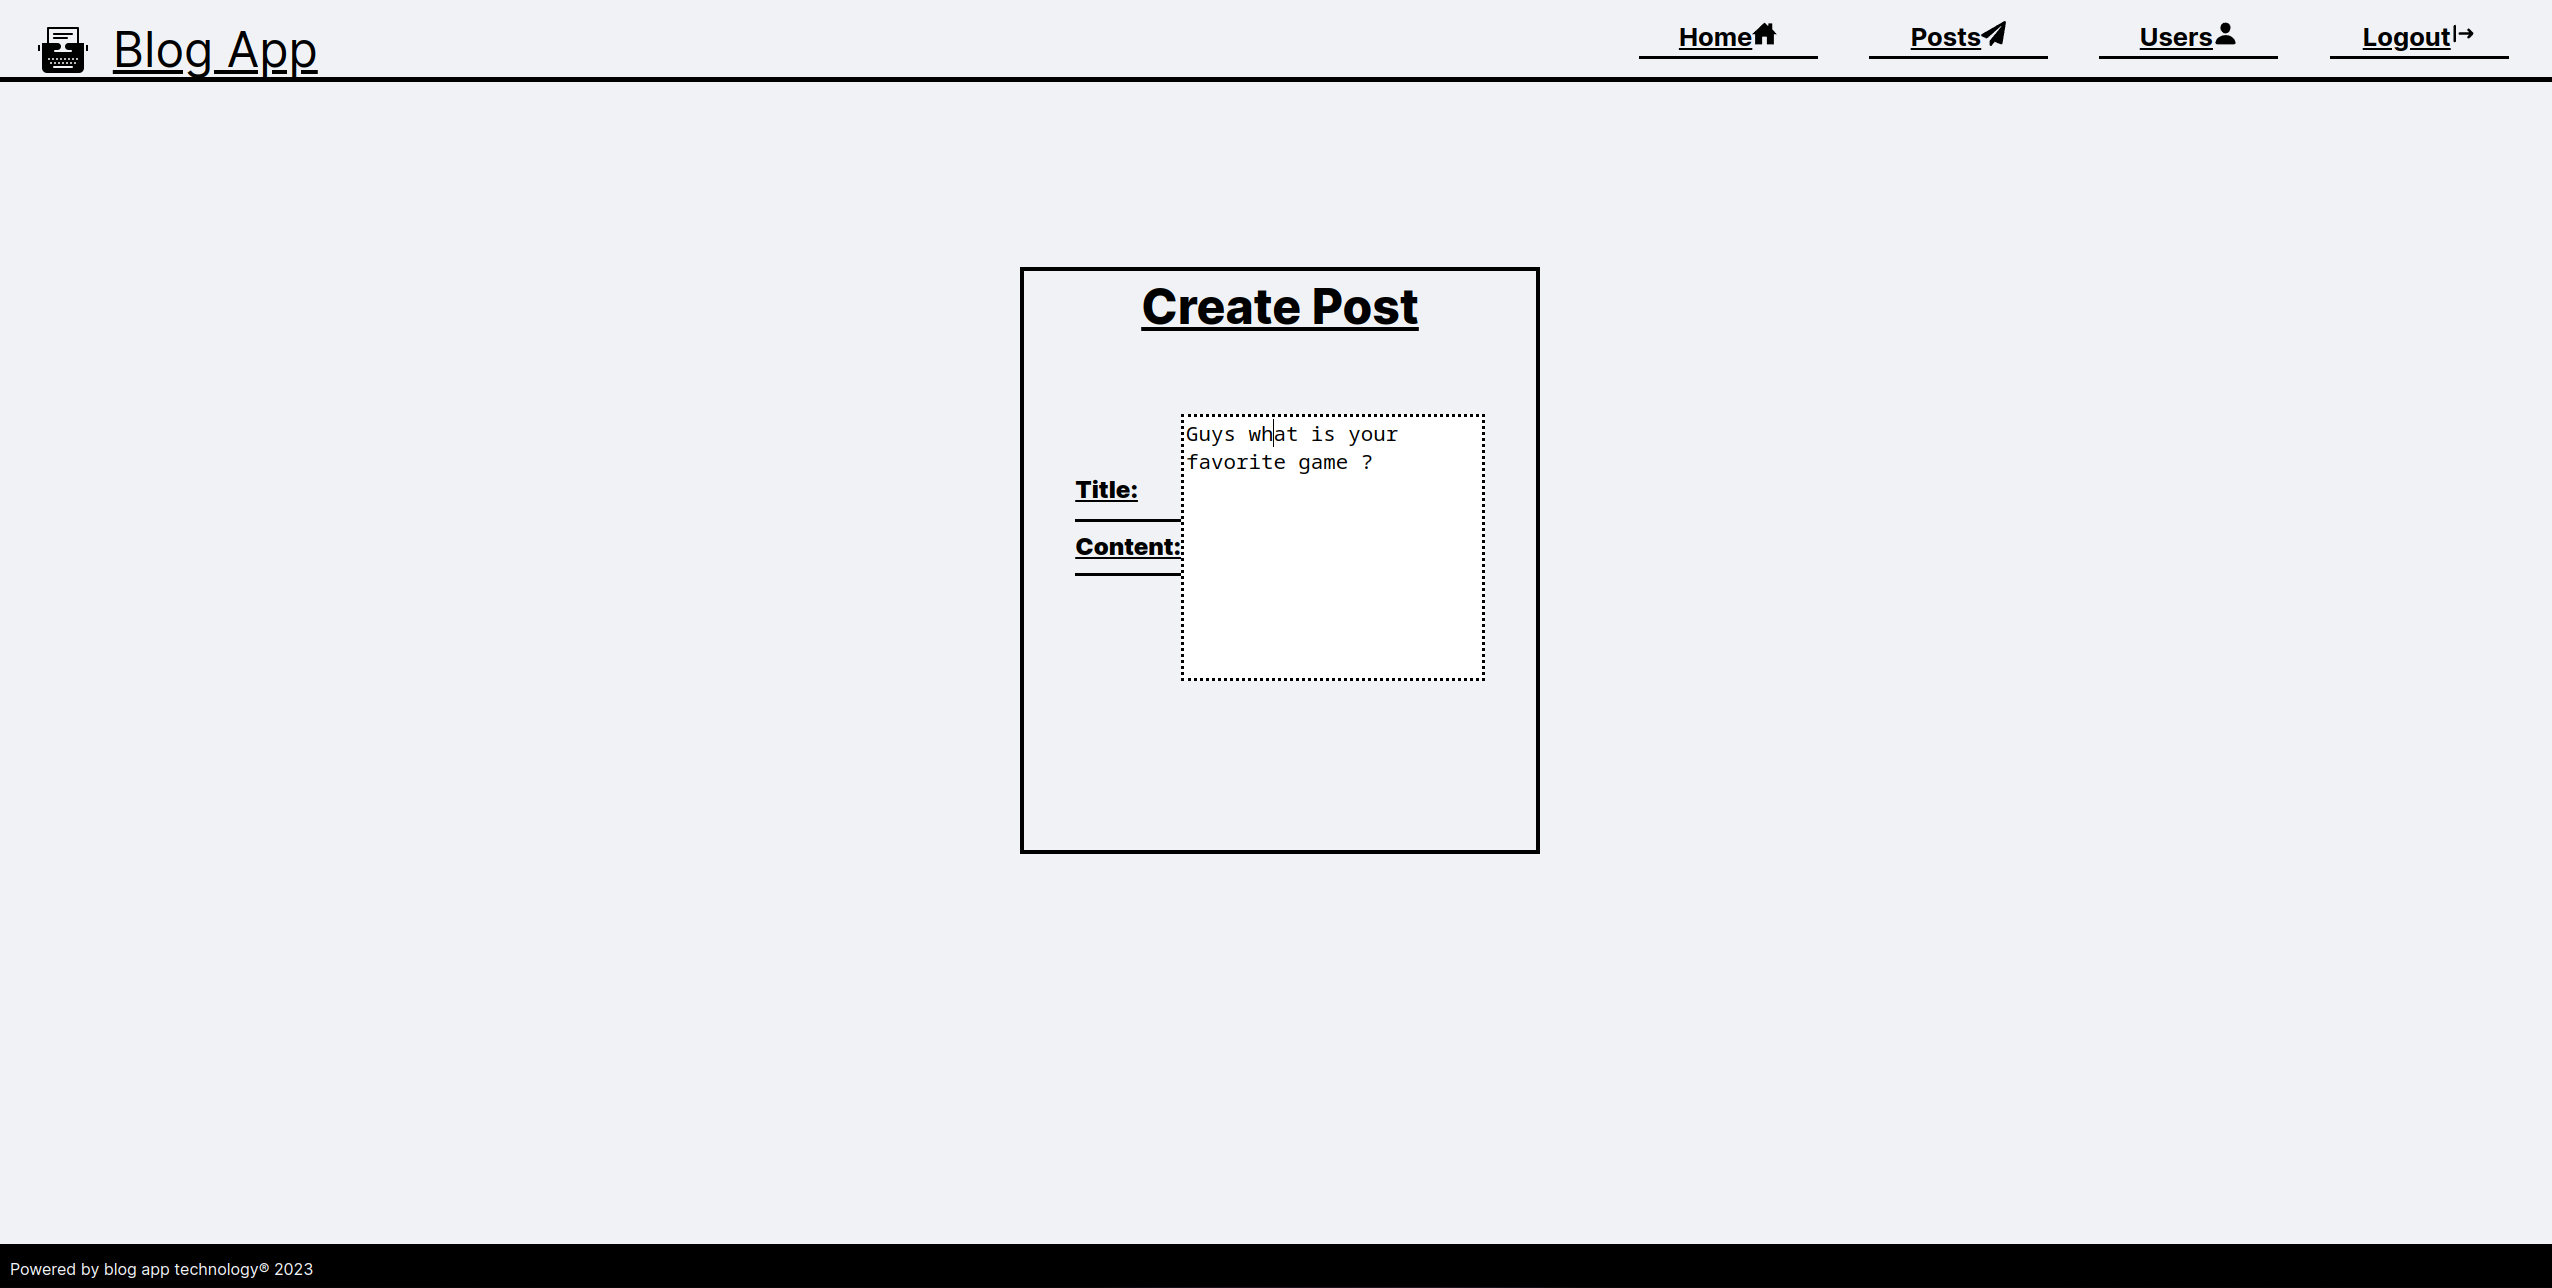 Blog App
Home
Posts
Users
Logout
Create Post
Title:
Content:
Guys what is your
favorite game ?
Powered by blog app technology® 2023